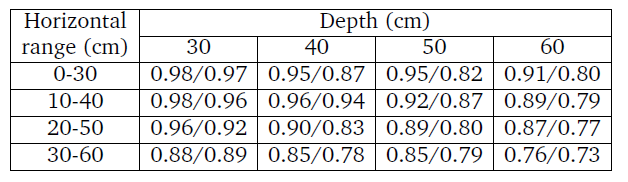 Horizontal Depth (cm)
range (cm) 30 40 50 60
0-30 0.98/0.97 0.95/0.87 0.95/0.82 0.91/0.80
10-40 0.98/0.96 0.96/0.94 0.92/0.87 0.89/0.79
20-50 0.96/0.92 0.90/0.83 0.89/0.80 0.87/0.77
30-60 0.88/0.89 0.85/0.78 0.85/0.79 0.76/0.73